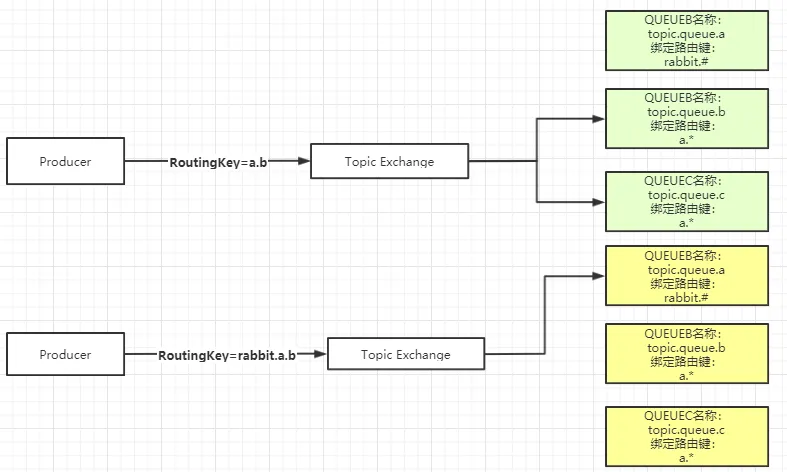 QUEUEB名称：
topic.queue.a
绑定路由键：
rabbit.#
QUEUEB名称：
topic.queue.b
绑定路由键：
a.*
Producer
RoutingKey=a.b
Topic Exchange
QUEUEC名称：
topic.queue.c
绑定路由键：
a.*
QUEUEB名称：
topic.queue.a
绑定路由键：
rabbit.#
Producer
RoutingKey=rabbit.a.b
Topic Exchange
QUEUEB名称：
topic.queue.b
绑定路由键：
a.*
QUEUEC名称：
topic.queue.c
绑定路由键：
a.*